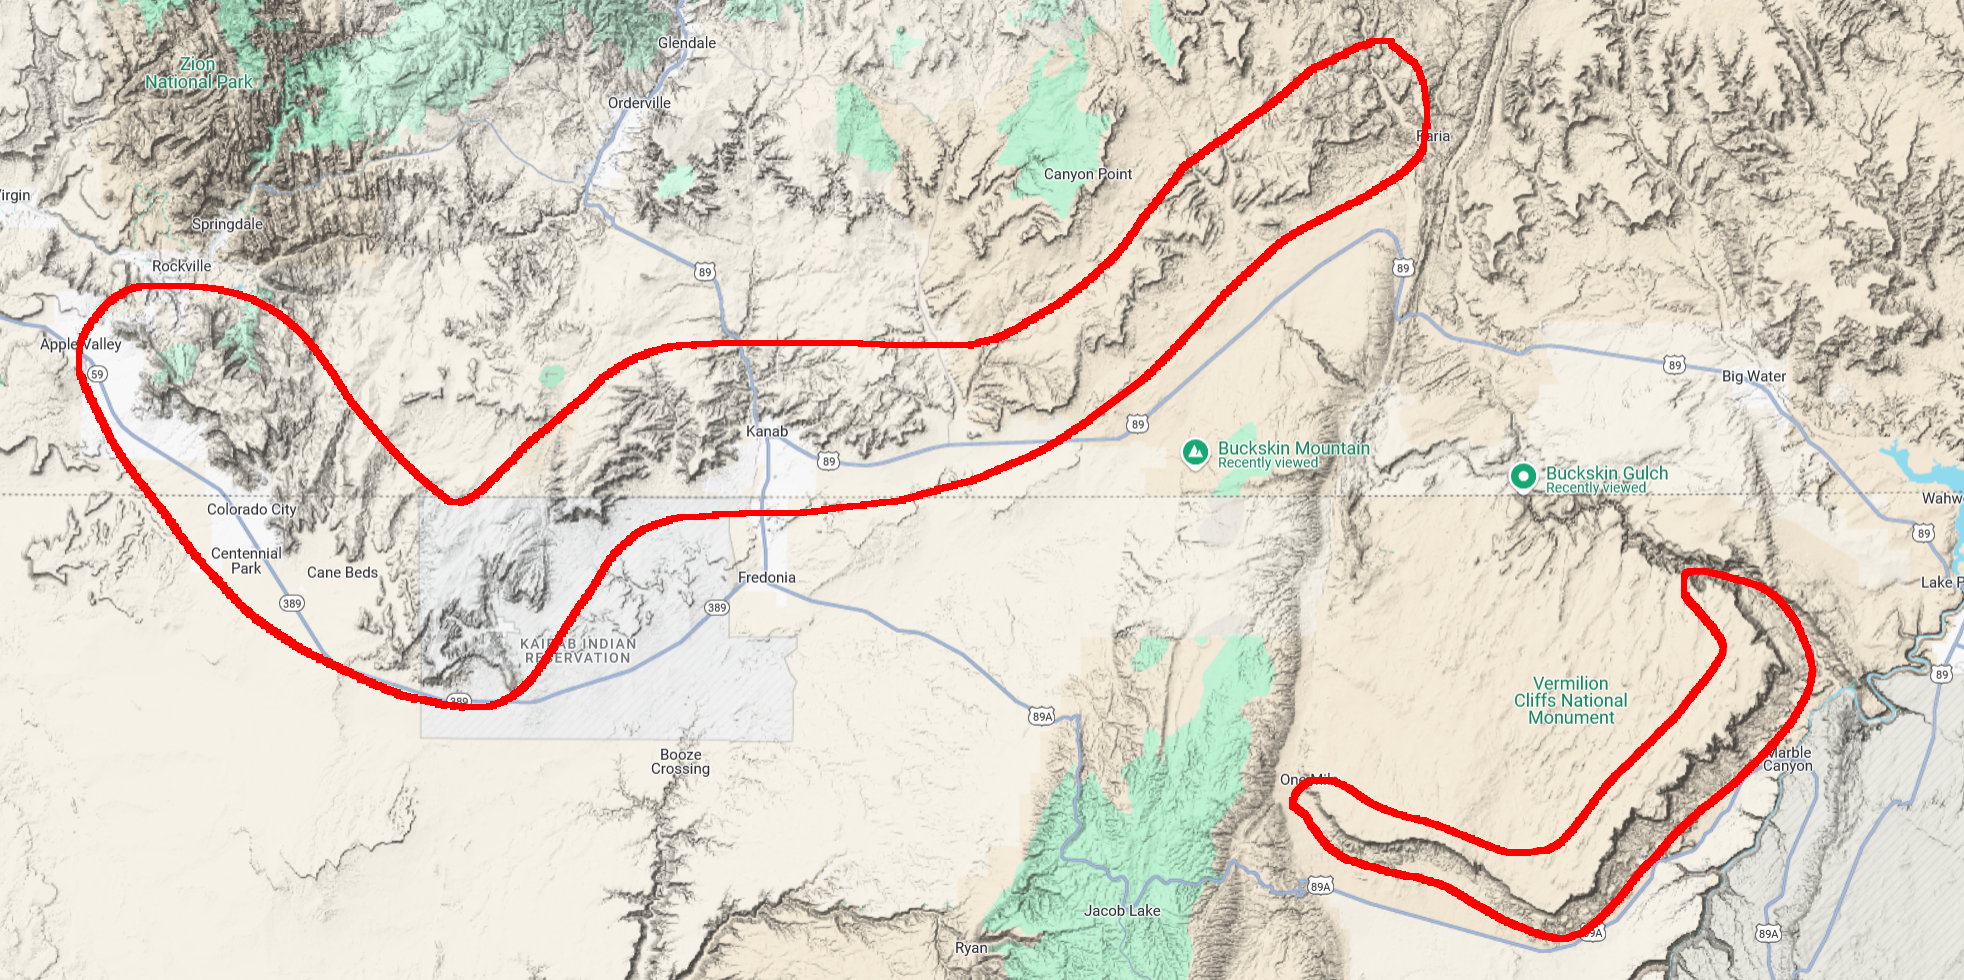 Glendale
Zion
National Park
Orderville
Paria
Canyon Point
Virgin
Springdale
Rockville
89
89
Apple Valley
59
89
Big Water
Kanab
89
89
Buckskin Mountain
Recently viewed
Buckskin Gulch
Recently viewed
Colorado City
Wahw
89
Centennial
Park
Cane Beds
Fredonia
Lake P
389
389
KAIBAB INDIAN
RESERVATION
89
Vermilion
Cliffs National
Monument
389
89A
Booze
Crossing
Marble
Canyon
One Mile
89A
Jacob Lake
89A
89A
Ryan